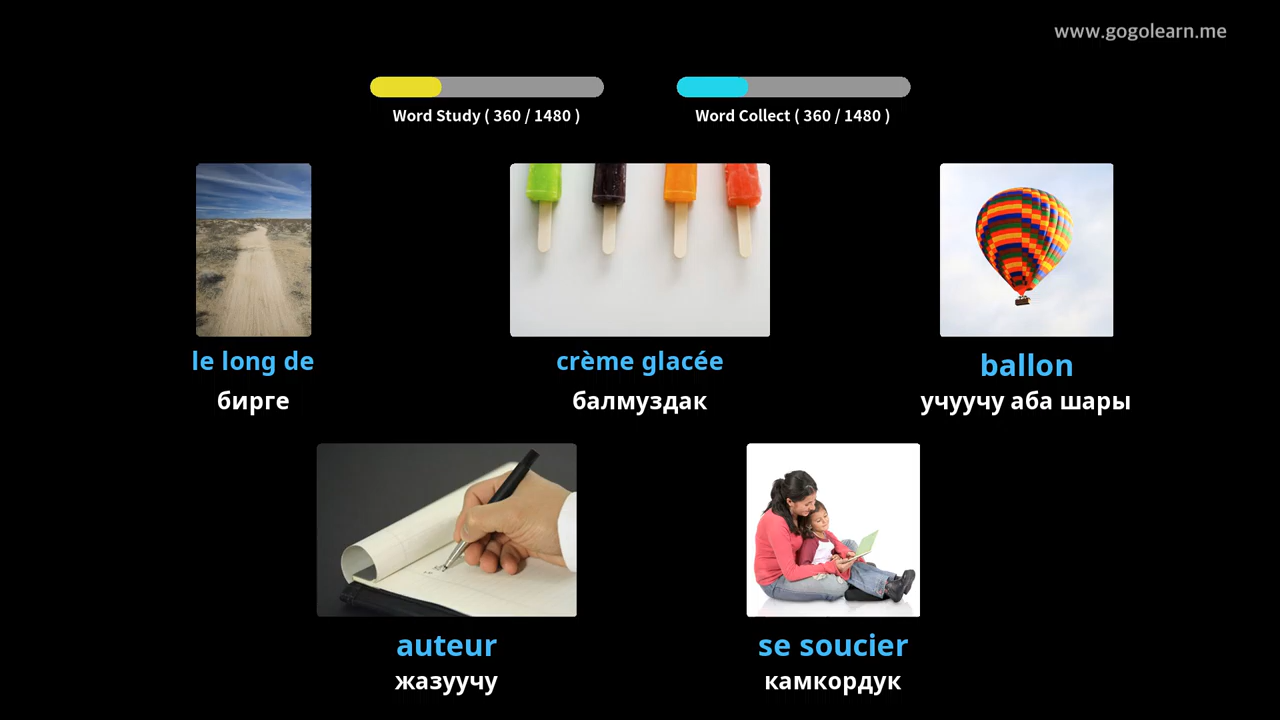 www.gogolearn.me
Word Study ( 360 / 1480 )
Word Collect ( 360 / 1480 )
le long de
бирге
crème glacée
балмуздак
ballon
учуучу аба шары
auteur
жазуучу
se soucier
камкордук